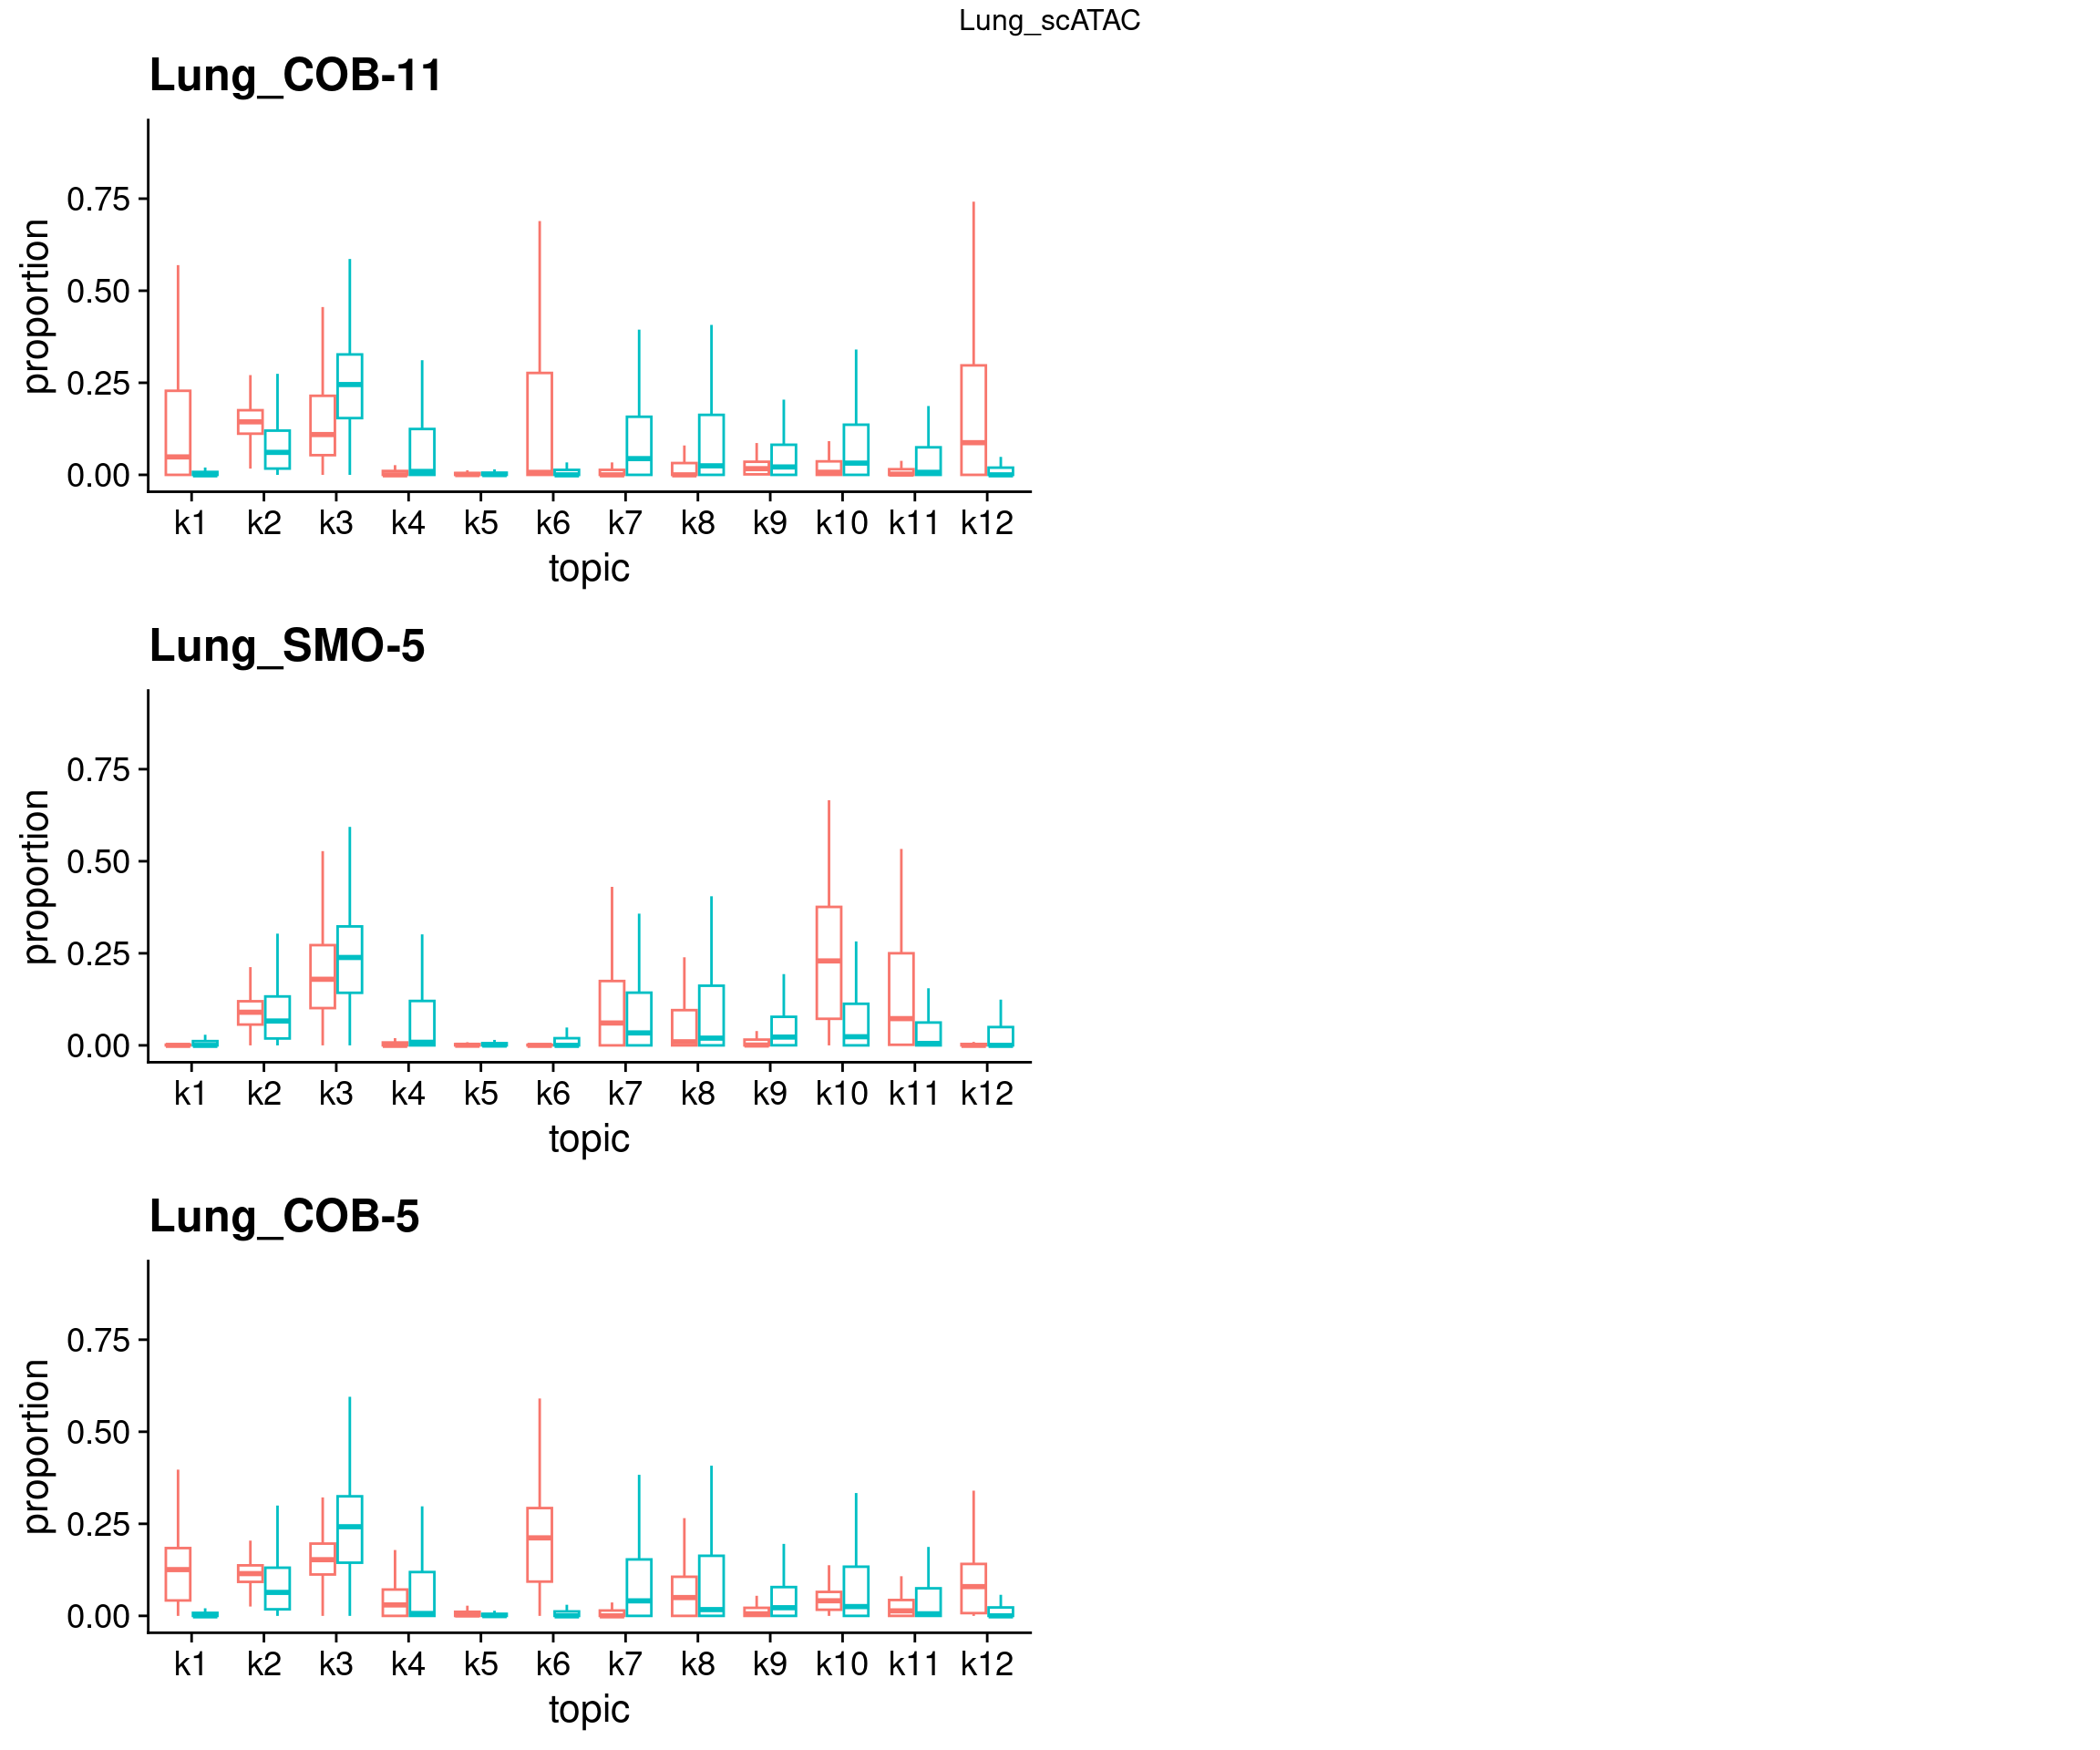 Lung_scATAC
Lung_COB-11
proportion
0.75
0.50
0.25
0.00
k1 k2 k3 k4 k5 k6 k7 k8 k9 k10 k11 k12
topic
Lung_SMO-5
proportion
0.75
0.50
0.25
0.00
k1 k2 k3 k4 k5 k6 k7 k8 k9 k10 k11 k12
topic
Lung_COB-5
proportion
0.75
0.50
0.25
0.00
k1 k2 k3 k4 k5 k6 k7 k8 k9 k10 k11 k12
topic